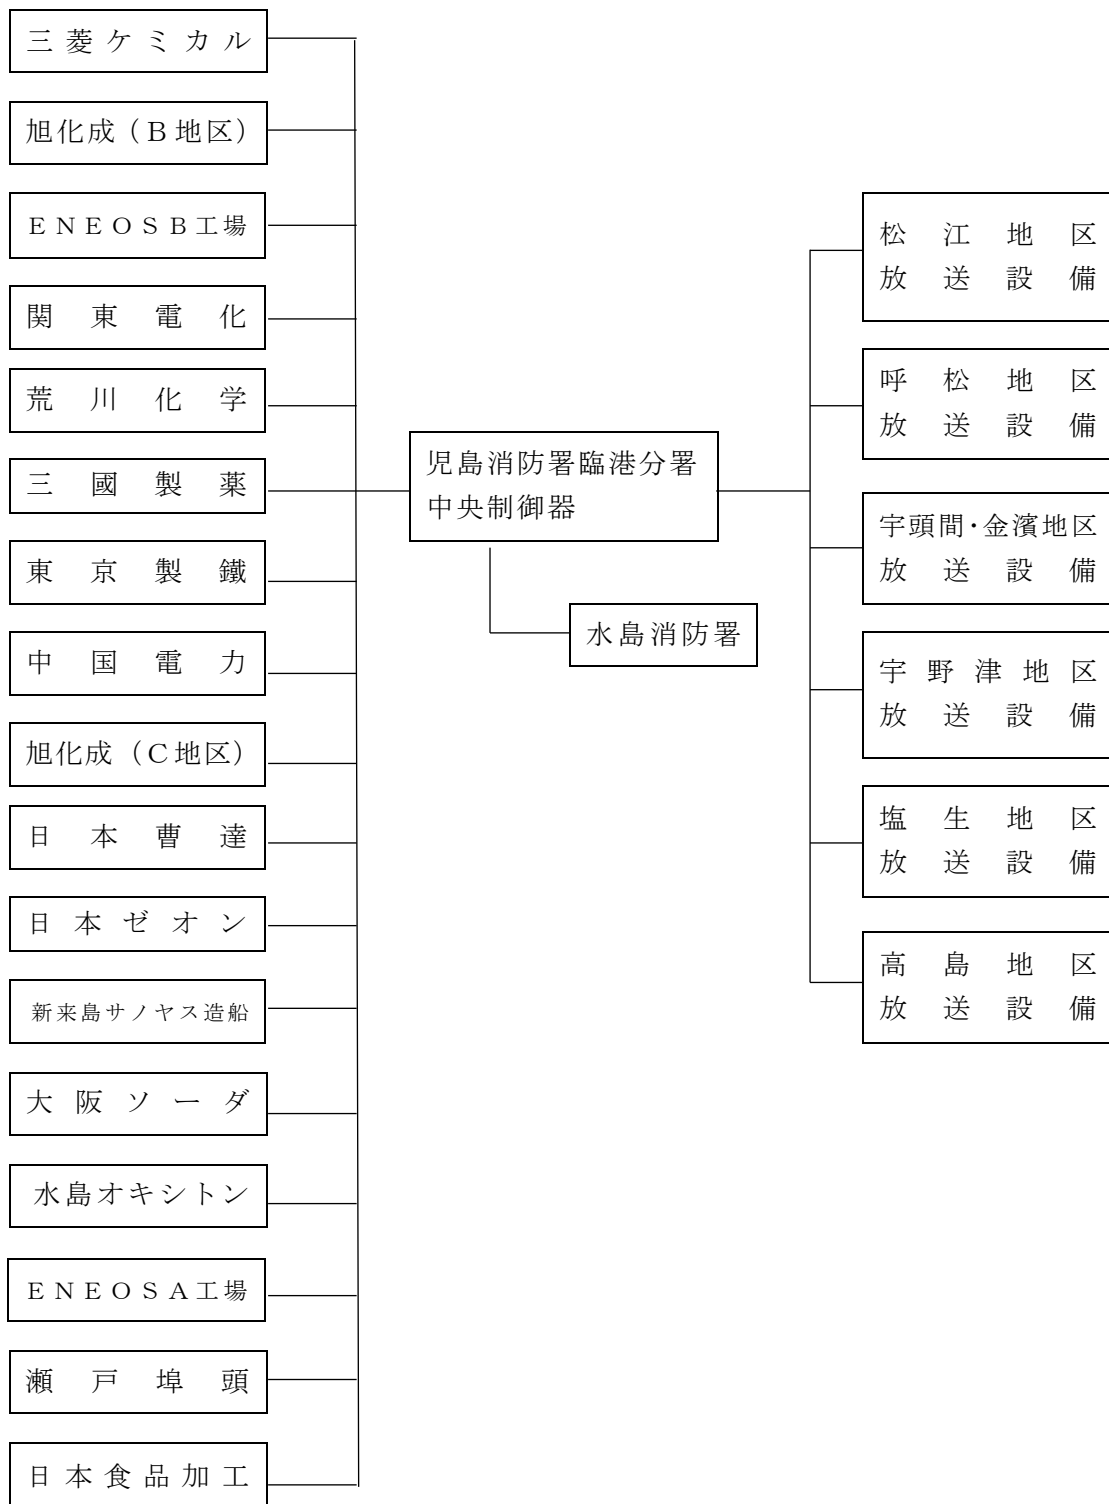 三菱ケミカル
旭化成（Ｂ地区）
ＥＮＥＯＳＢ工場
関東電化
荒川化学
三國製薬
東京製鐵
中国電力
旭化成（Ｃ地区）
日本曹達
日本ゼオン
新来島サノヤス造船
大阪ソーダ
水島オキシトン
ＥＮＥＯＳＡ工場
瀬戸埠頭
日本食品加工
児島消防署臨港分署
中央制御器
水島消防署
松江地区
放送設備
呼松地区
放送設備
宇頭間・金濱地区
放送設備
宇野津地区
放送設備
塩生地区
放送設備
高島地区
放送設備